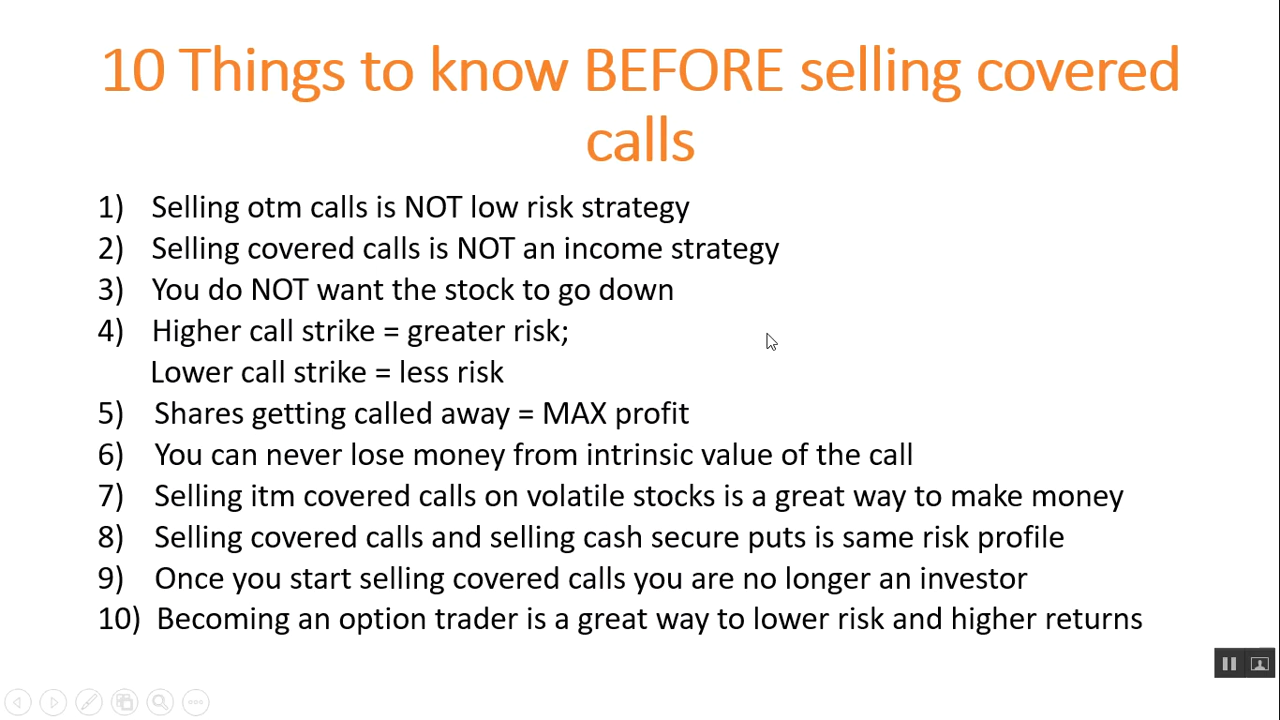 10 Things to know BEFORE selling covered
calls
1) Selling otm calls is NOT low risk strategy
2) Selling covered calls is NOT an income strategy
3) You do NOT want the stock to go down
4) Higher call strike = greater risk;
Lower call strike = less risk
5) Shares getting called away = MAX profit
6) You can never lose money from intrinsic value of the call
7) Selling itm covered calls on volatile stocks is a great way to make money
8) Selling covered calls and selling cash secure puts is same risk profile
9) Once you start selling covered calls you are no longer an investor
10) Becoming an option trader is a great way to lower risk and higher returns